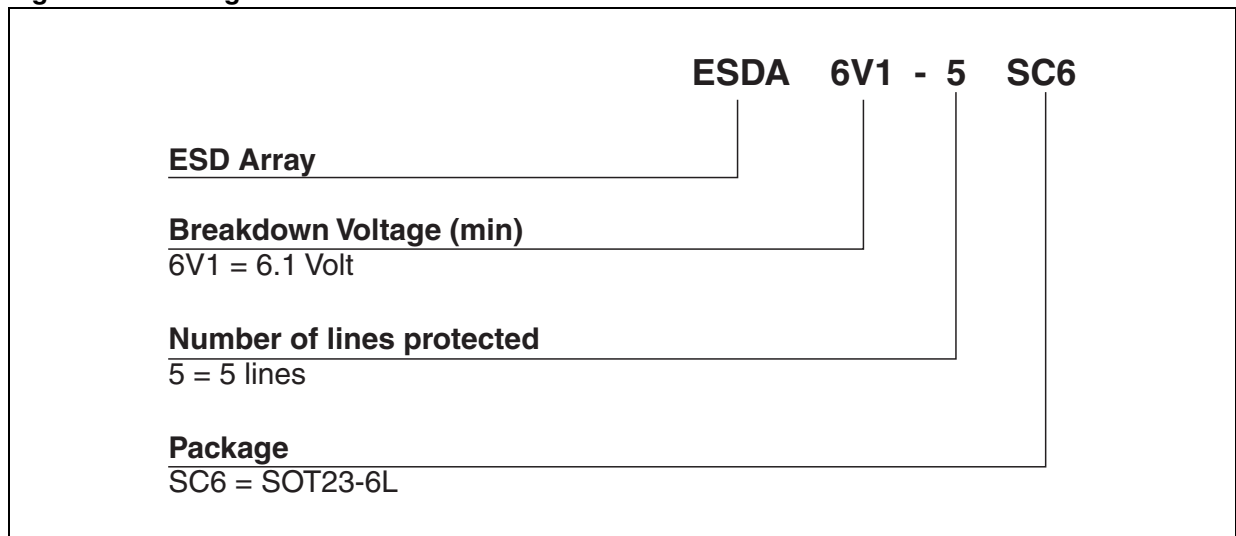 ESDA 6V1 - 5 SC6
ESD Array
Breakdown Voltage (min)
6V1 = 6.1 Volt
Number of lines protected
5 = 5 lines
Package
SC6 = SOT23-6L